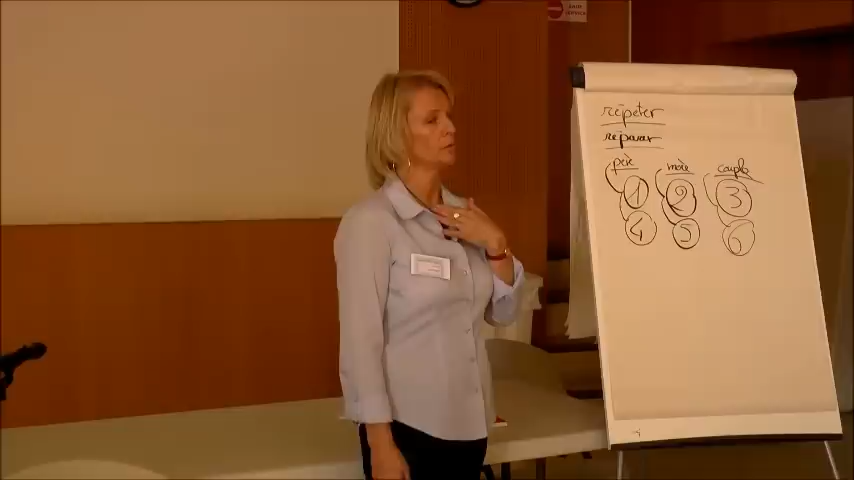 répéter
réparer
père mère couple
1 2 3
4 5 6